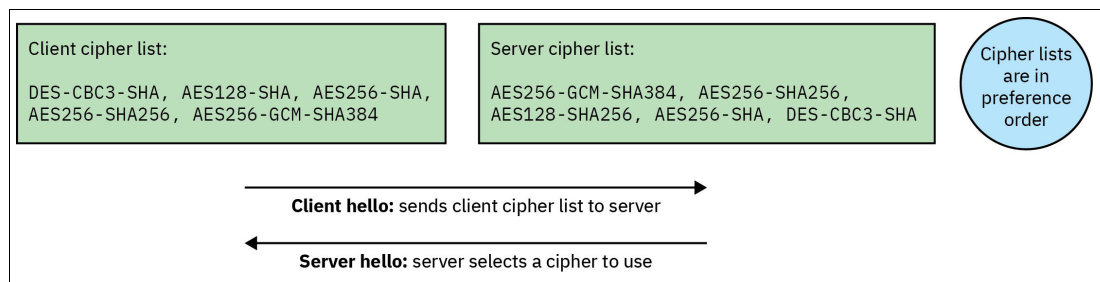 Client cipher list:
DES-CBC3-SHA, AES128-SHA, AES256-SHA,
AES256-SHA256, AES256-GCM-SHA384
Server cipher list:
AES256-GCM-SHA384, AES256-SHA256,
AES128-SHA256, AES256-SHA, DES-CBC3-SHA
Cipher lists
are in
preference
order
Client hello: sends client cipher list to server
Server hello: server selects a cipher to use